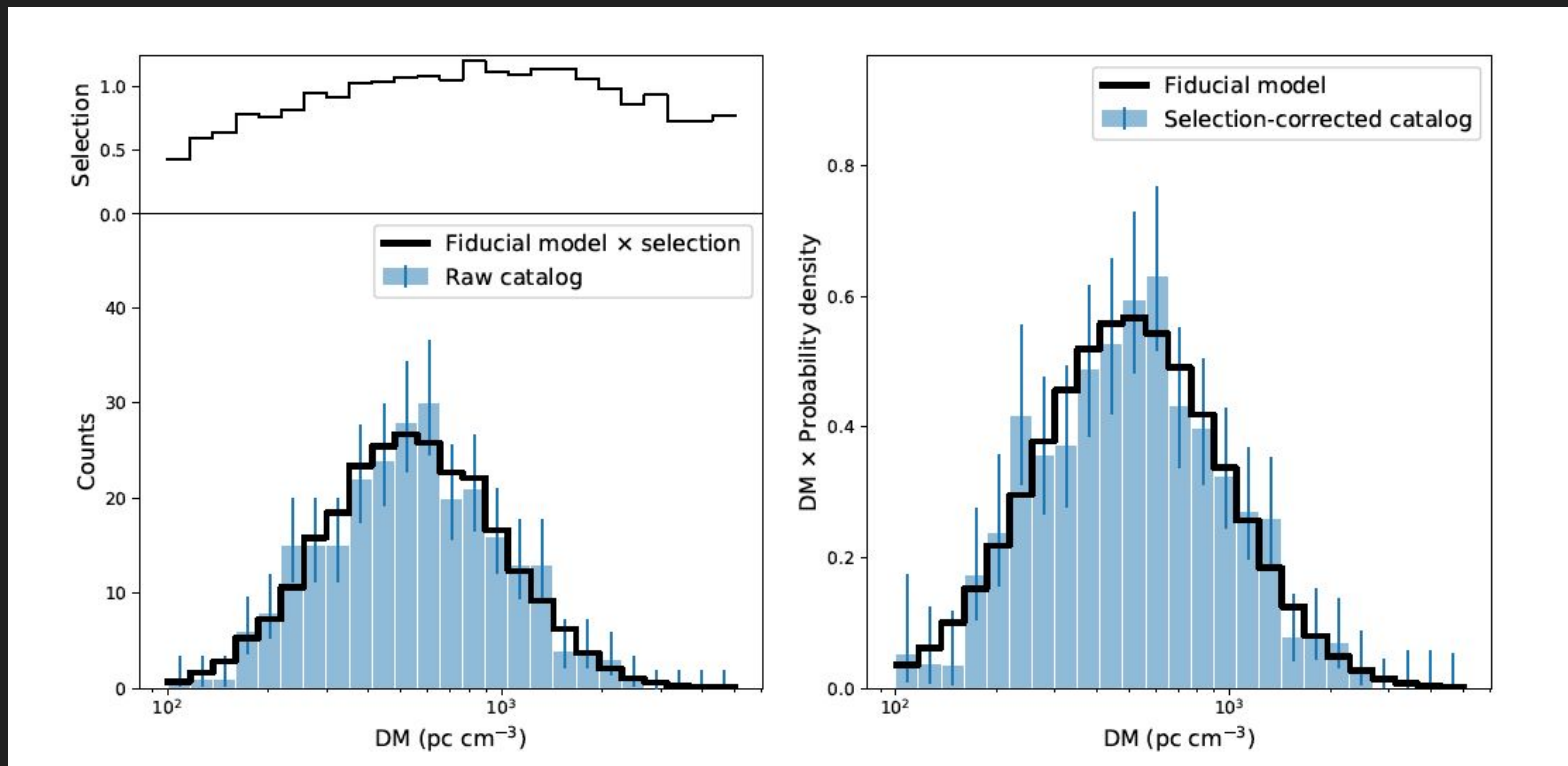 Selection
1.0
0.5
0.0
Fiducial model × selection
Raw catalog
Counts
40
30
20
10
0
10²
10³
DM (pc cm⁻³)
Fiducial model
Selection-corrected catalog
DM × Probability density
0.8
0.6
0.4
0.2
0.0
10²
10³
DM (pc cm⁻³)